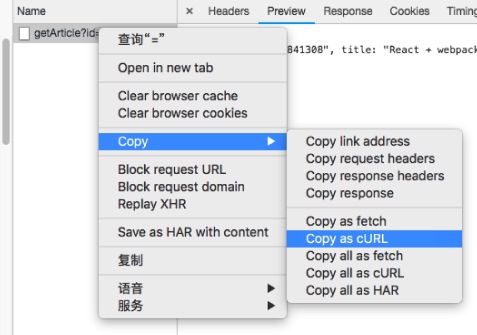 Name
× Headers Preview Response Cookies Timing
getArticle?id=
841308", title: "React + webpack
查询“=”
Open in new tab
Clear browser cache
Clear browser cookies
Copy
Block request URL
Block request domain
Replay XHR
Save as HAR with content
复制
语音
服务
Copy link address
Copy request headers
Copy response headers
Copy response
Copy as fetch
Copy as cURL
Copy all as fetch
Copy all as cURL
Copy all as HAR